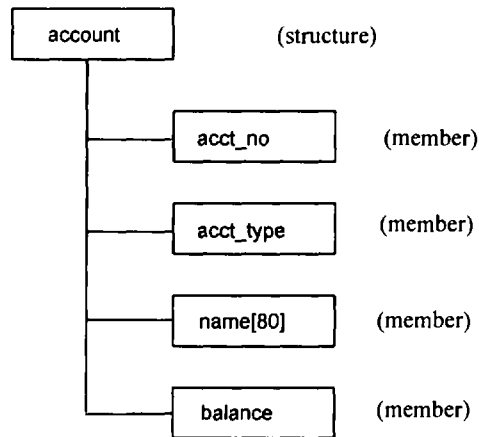 account (structure)
acct_no (member)
acct_type (member)
name[80] (member)
balance (member)